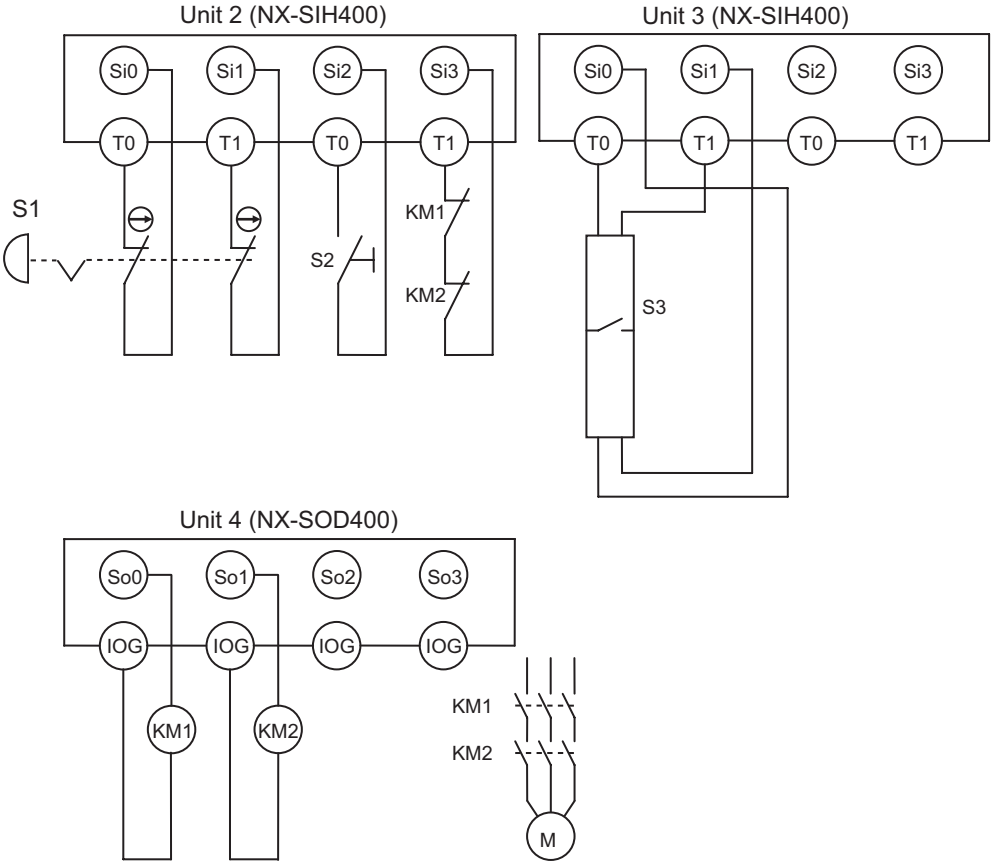 Unit 2 (NX-SIH400)
Si0 Si1 Si2 Si3
T0 T1 T0 T1
S1
S2
KM1
KM2
Unit 3 (NX-SIH400)
Si0 Si1 Si2 Si3
T0 T1 T0 T1
S3
Unit 4 (NX-SOD400)
So0 So1 So2 So3
IOG IOG IOG IOG
KM1 KM2
KM1
KM2
M